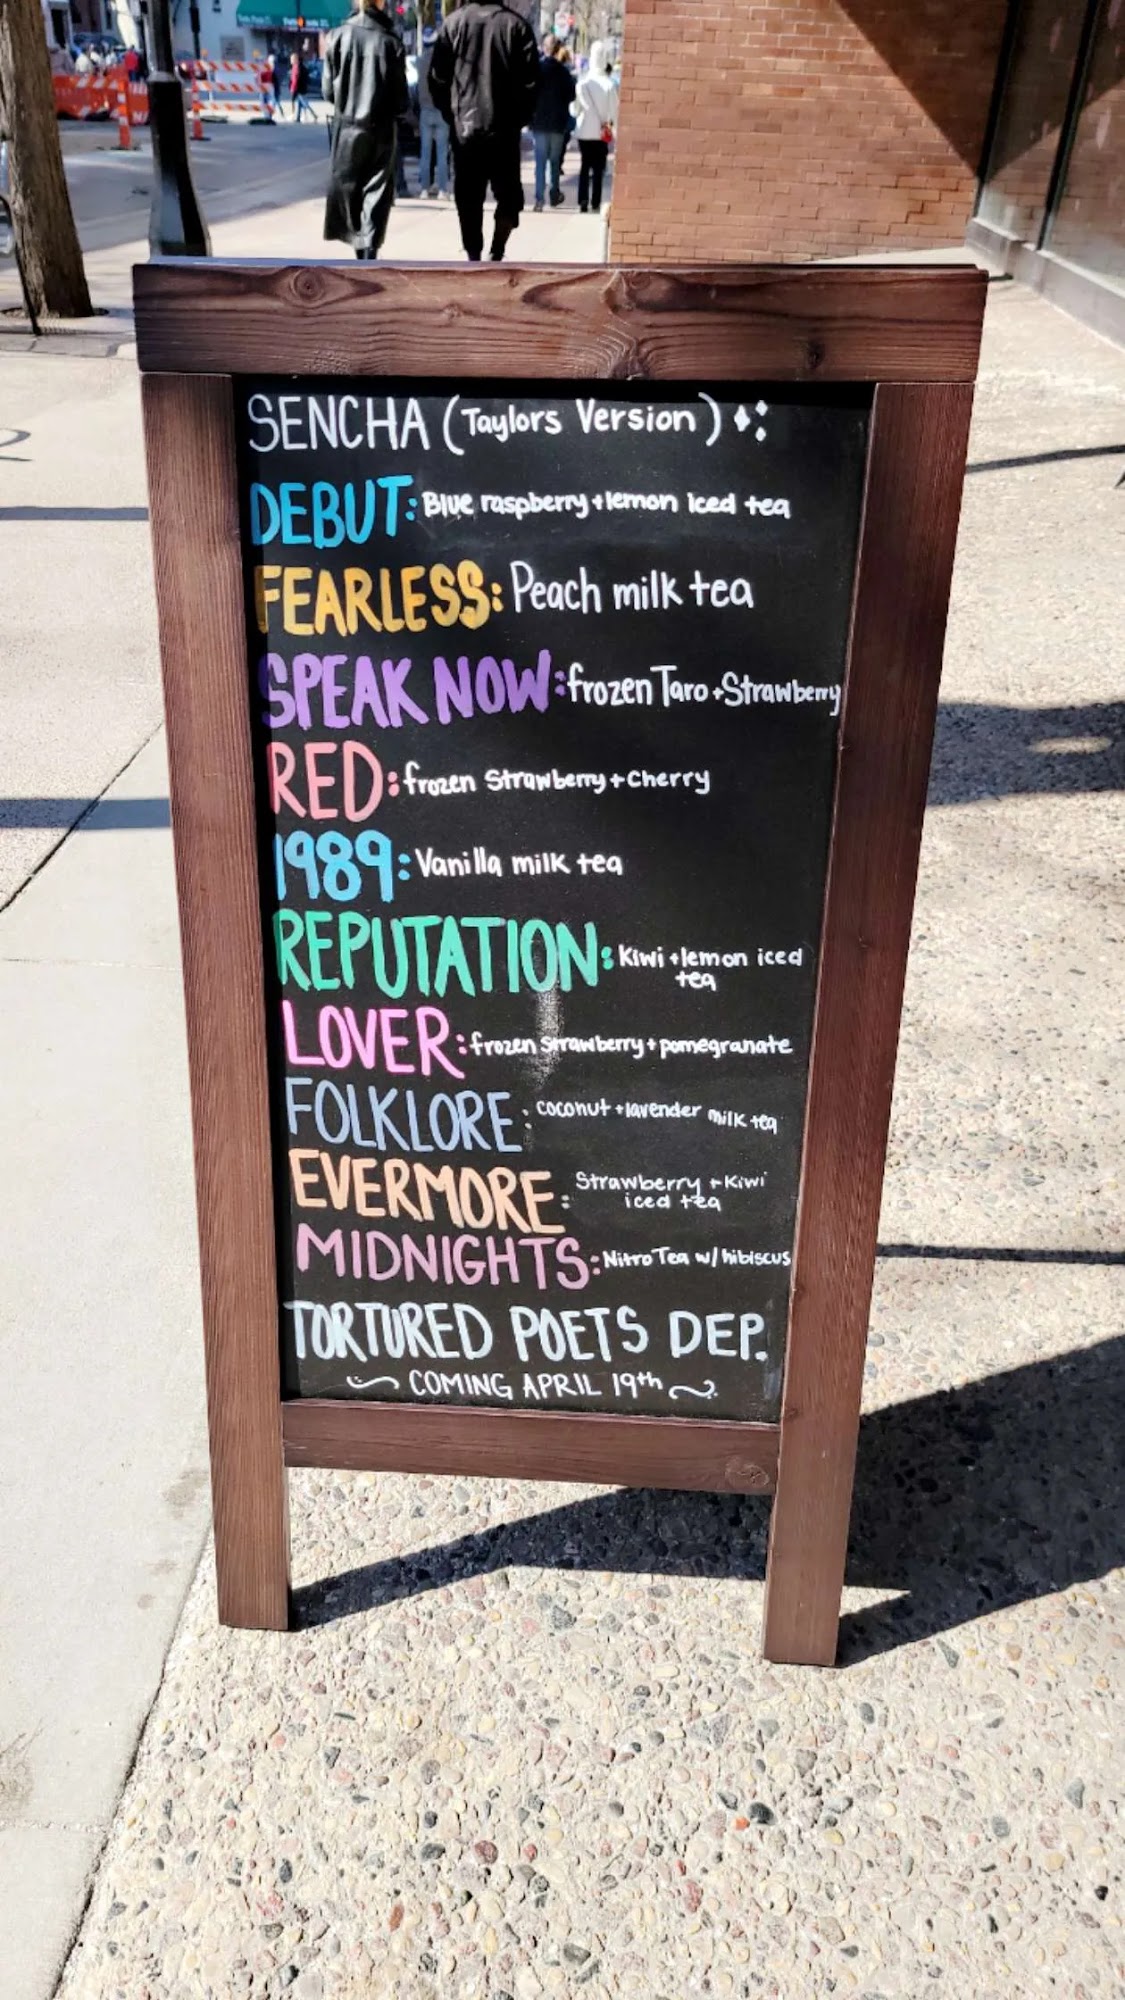 SENCHA (Taylors Version)
DEBUT: Blue raspberry + lemon iced tea
FEARLESS: Peach milk tea
SPEAK NOW: frozen Taro + Strawberry
RED: frozen Strawberry + Cherry
1989: Vanilla milk tea
REPUTATION: Kiwi + lemon iced
tea
LOVER: frozen strawberry + pomegranate
FOLKLORE: coconut + lavender milk tea
EVERMORE: Strawberry + Kiwi
iced tea
MIDNIGHTS: Nitro Tea w/ hibiscus
TORTURED POETS DEP.
COMING APRIL 19th